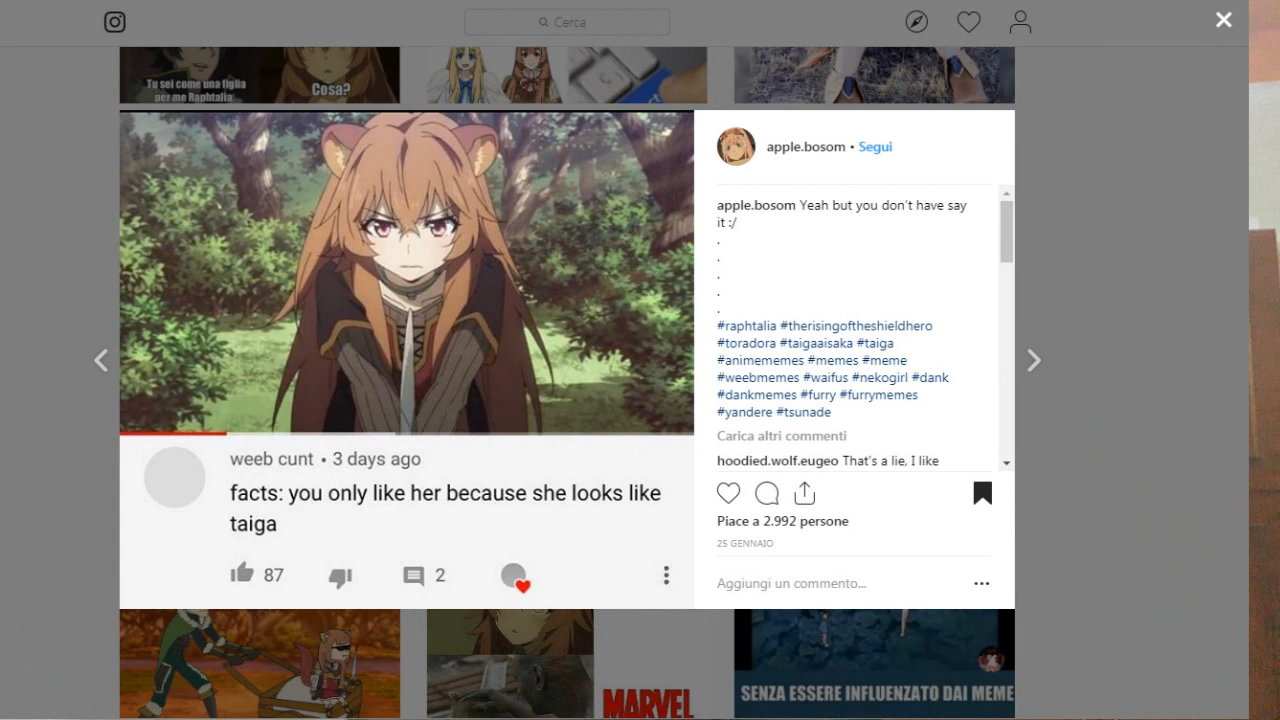 Cerca
Tu sei come una figlia
per me Raphtalia
Cosa?
apple.bosom • Segui
apple.bosom Yeah but you don't have say
it :/
.
.
.
.
.
#raphtalia #therisingoftheshieldhero
#toradora #taigaaisaka #taiga
#animememes #memes #meme
#weebmemes #waifus #nekogirl #dank
#dankmemes #furry #furrymemes
#yandere #tsunade
Carica altri commenti
hoodied.wolf.eugeo That's a lie, I like
Piace a 2.992 persone
25 GENNAIO
Aggiungi un commento...
weeb cunt • 3 days ago
facts: you only like her because she looks like
taiga
87
2
MARVEL
SENZA ESSERE INFLUENZATO DAI MEME